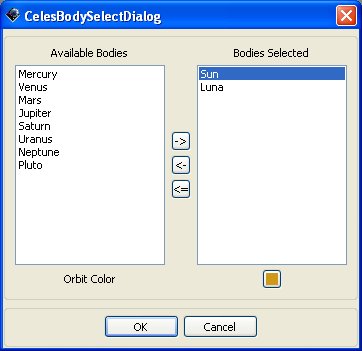 CelesBodySelectDialog
Available Bodies
Mercury
Venus
Mars
Jupiter
Saturn
Uranus
Neptune
Pluto
->
<-
<=
Bodies Selected
Sun
Luna
Orbit Color
OK
Cancel